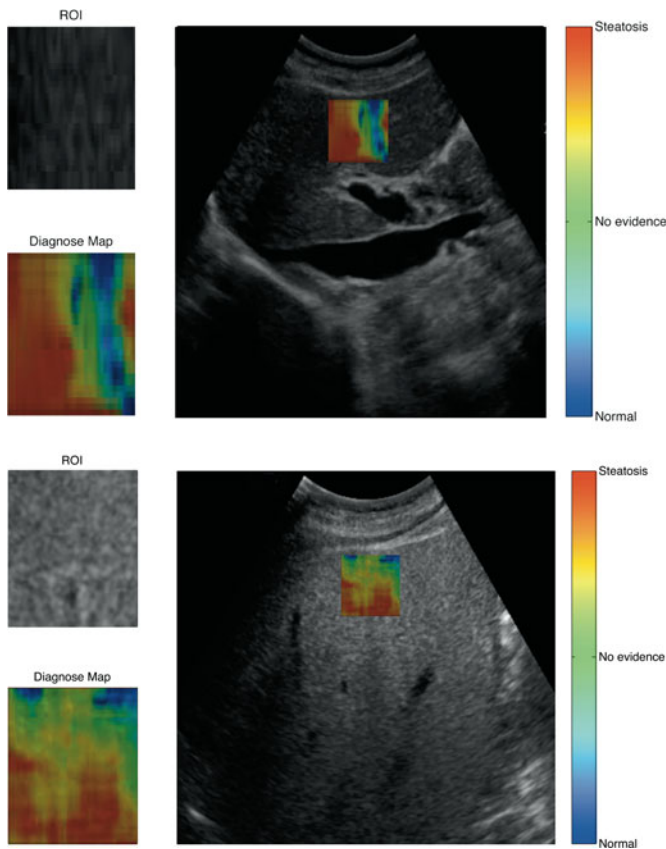 ROI
Steatosis
Diagnose Map
No evidence
Normal
ROI
Steatosis
Diagnose Map
No evidence
Normal